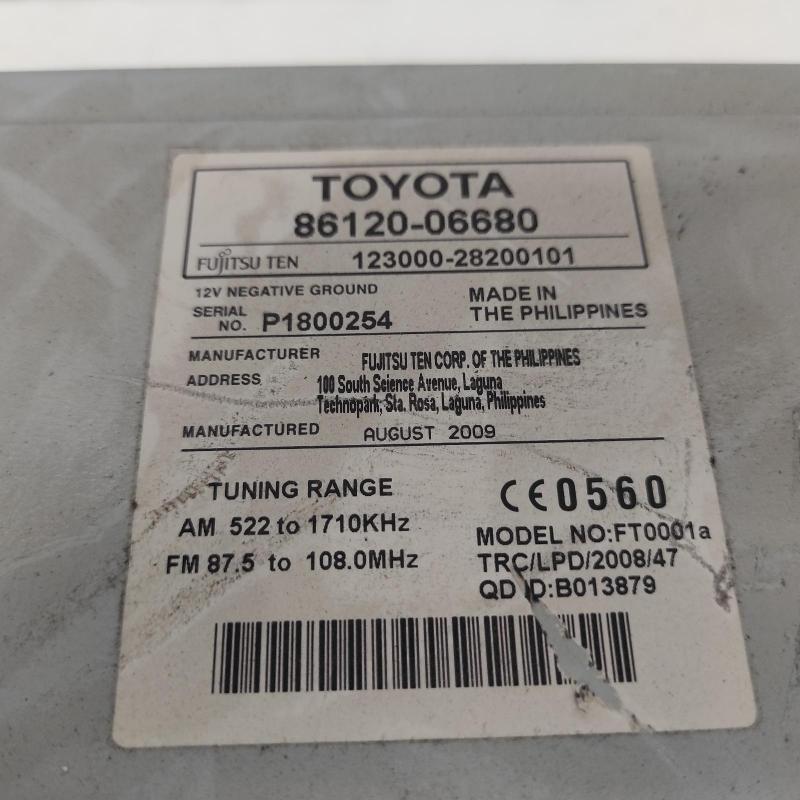 TOYOTA
86120-06680
FUJITSU TEN 123000-28200101
12V NEGATIVE GROUND
SERIAL NO. P1800254
MADE IN
THE PHILIPPINES
MANUFACTURER FUJITSU TEN CORP. OF THE PHILIPPINES
ADDRESS 100 South Science Avenue, Laguna
Technopark, Sta. Rosa, Laguna, Philippines
MANUFACTURED AUGUST 2009
TUNING RANGE
AM 522 to 1710KHz
FM 87.5 to 108.0MHz
CE0560
MODEL NO:FT0001a
TRC/LPD/2008/47
QD ID:B013879